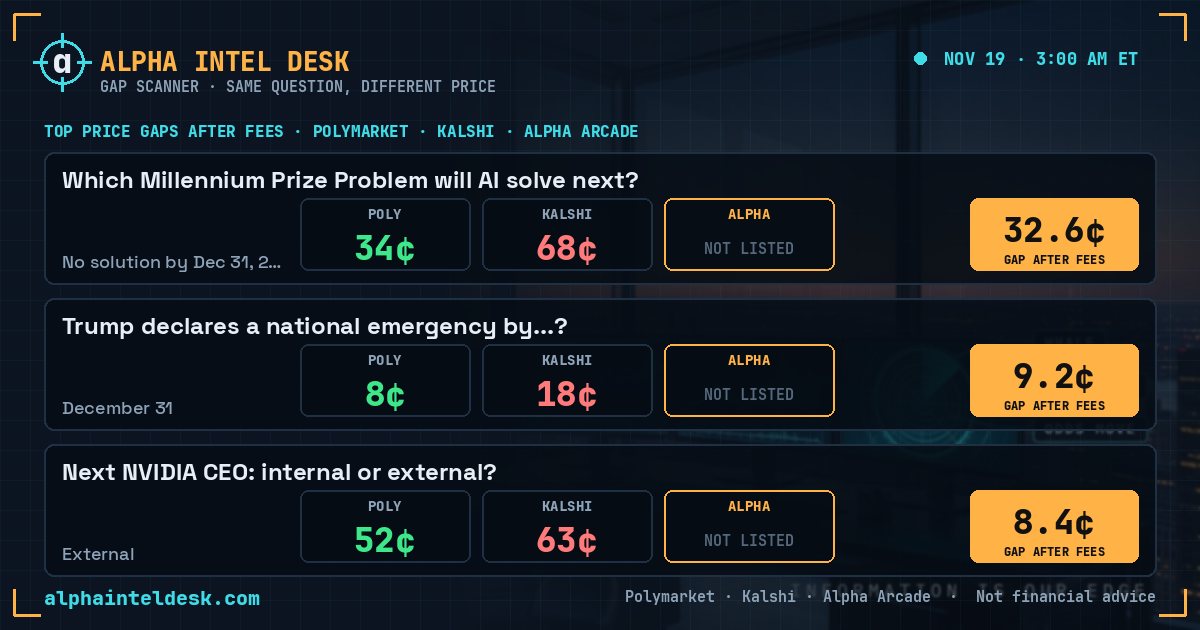 α
ALPHA INTEL DESK
GAP SCANNER · SAME QUESTION, DIFFERENT PRICE
NOV 19 · 3:00 AM ET
TOP PRICE GAPS AFTER FEES · POLYMARKET · KALSHI · ALPHA ARCADE
Which Millennium Prize Problem will AI solve next?
No solution by Dec 31, 2…
POLY
34¢
KALSHI
68¢
ALPHA
NOT LISTED
32.6¢
GAP AFTER FEES
Trump declares a national emergency by...?
December 31
POLY
8¢
KALSHI
18¢
ALPHA
NOT LISTED
9.2¢
GAP AFTER FEES
Next NVIDIA CEO: internal or external?
External
POLY
52¢
KALSHI
63¢
ALPHA
NOT LISTED
8.4¢
GAP AFTER FEES
INFORMATION IS OUR EDGE
alphainteldesk.com
Polymarket · Kalshi · Alpha Arcade · Not financial advice